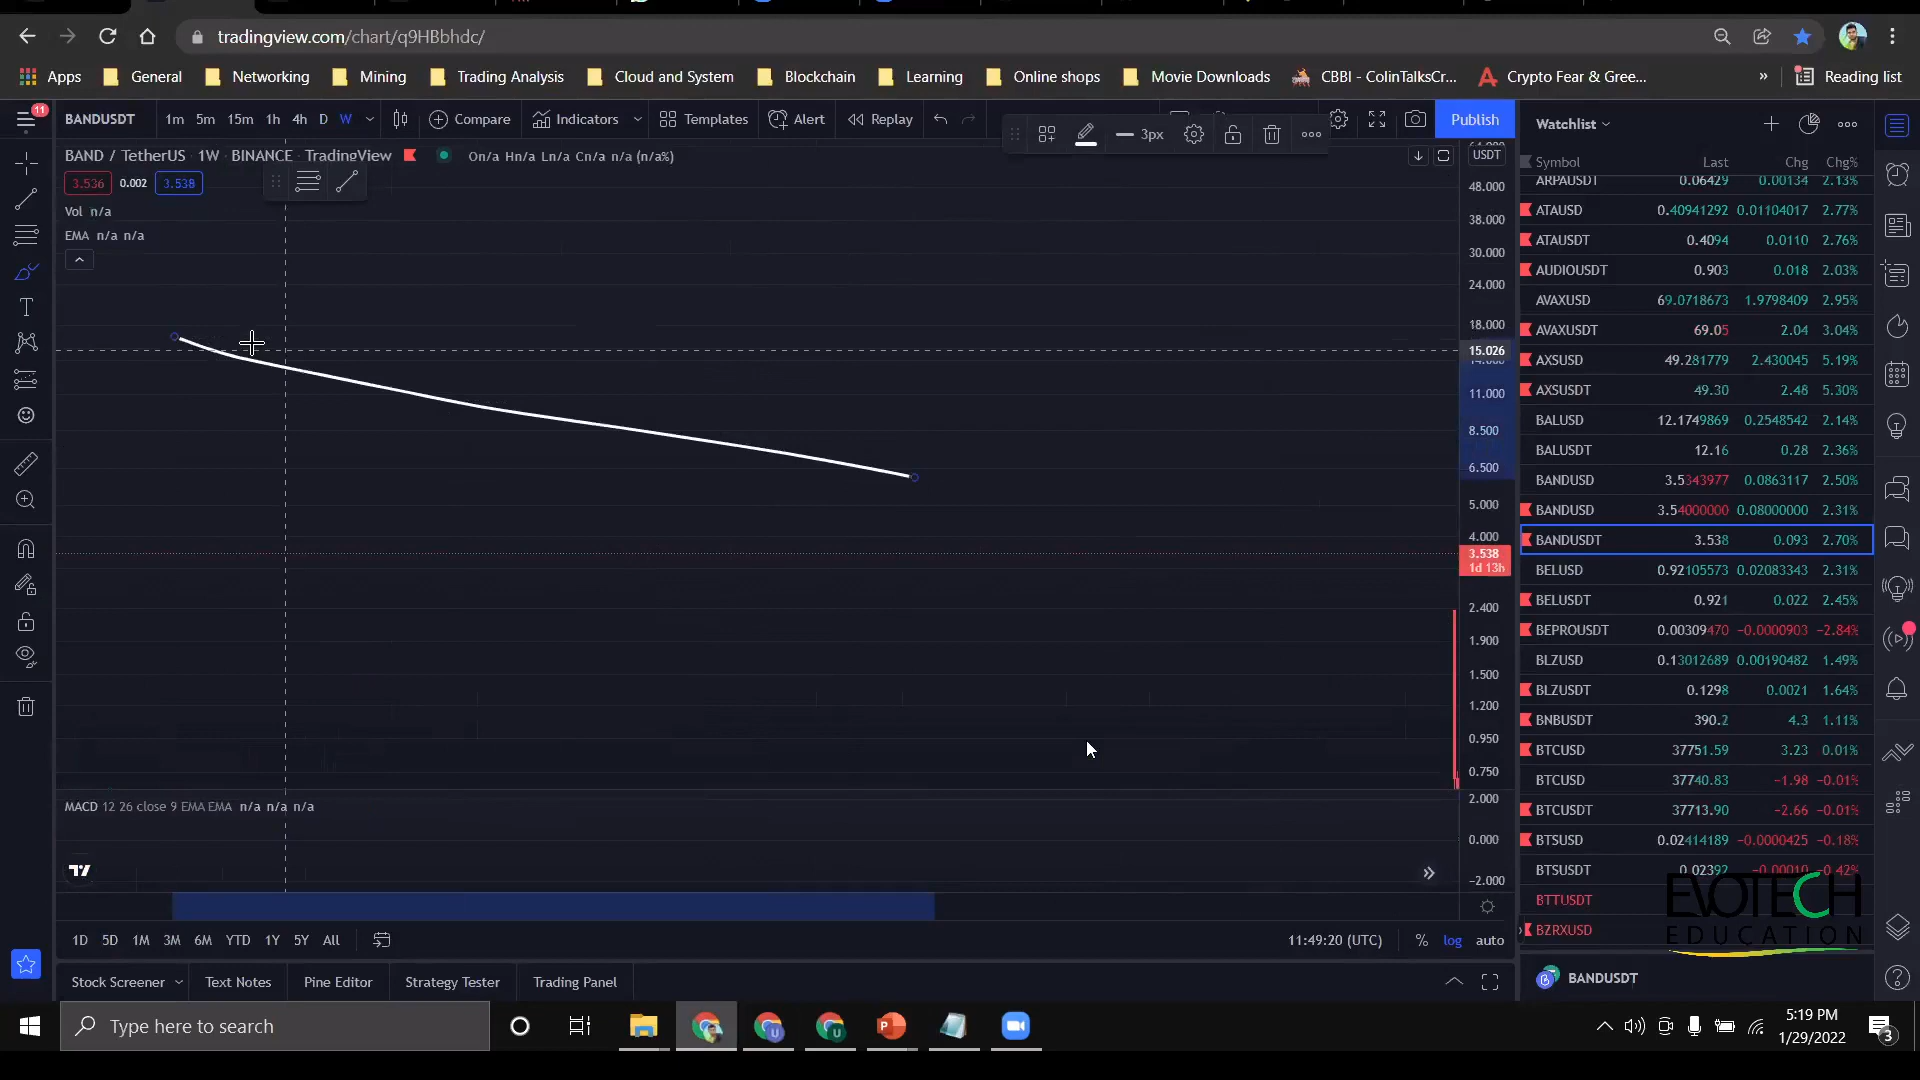 tradingview.com/chart/q9HBbhdc/
Apps General Networking Mining Trading Analysis Cloud and System Blockchain Learning Online shops Movie Downloads CBBI - ColinTalksCr... Crypto Fear & Gree... » Reading list
11
BANDUSDT 1m 5m 15m 1h 4h D W Compare Indicators Templates Alert Replay Publish
3px
Watchlist
BAND / TetherUS · 1W · BINANCE · TradingView On/a Hn/a Ln/a Cn/a n/a (n/a%)
USDT
3.536 0.002 3.538
Vol n/a
EMA n/a n/a
48.000
38.000
30.000
24.000
18.000
15.026
11.000
8.500
6.500
5.000
4.000
3.538
1d 13h
2.400
1.900
1.500
1.200
0.950
0.750
MACD 12 26 close 9 EMA EMA n/a n/a n/a
2.000
0.000
-2.000
1D 5D 1M 3M 6M YTD 1Y 5Y All
11:49:20 (UTC) % log auto
Stock Screener Text Notes Pine Editor Strategy Tester Trading Panel
Symbol Last Chg Chg%
ARPAUSDT 0.06429 0.00134 2.13%
ATAUSD 0.40941292 0.01104017 2.77%
ATAUSDT 0.4094 0.0110 2.76%
AUDIOUSDT 0.903 0.018 2.03%
AVAXUSD 69.0718673 1.9798409 2.95%
AVAXUSDT 69.05 2.04 3.04%
AXSUSD 49.281779 2.430045 5.19%
AXSUSDT 49.30 2.48 5.30%
BALUSD 12.1749869 0.2548542 2.14%
BALUSDT 12.16 0.28 2.36%
BANDUSD 3.5343977 0.0863117 2.50%
BANDUSD 3.54000000 0.08000000 2.31%
BANDUSDT 3.538 0.093 2.70%
BELUSD 0.92105573 0.02083343 2.31%
BELUSDT 0.921 0.022 2.45%
BEPROUSDT 0.00309470 -0.0000903 -2.84%
BLZUSD 0.13012689 0.00190482 1.49%
BLZUSDT 0.1298 0.0021 1.64%
BNBUSDT 390.2 4.3 1.11%
BTCUSD 37751.59 3.23 0.01%
BTCUSD 37740.83 -1.98 -0.01%
BTCUSDT 37713.90 -2.66 -0.01%
BTSUSD 0.02414189 -0.0000425 -0.18%
BTSUSDT 0.02392 -0.00010 -0.42%
BTTUSDT
BZRXUSD
EVOTECH
EDUCATION
BANDUSDT
Type here to search
5:19 PM
1/29/2022
3